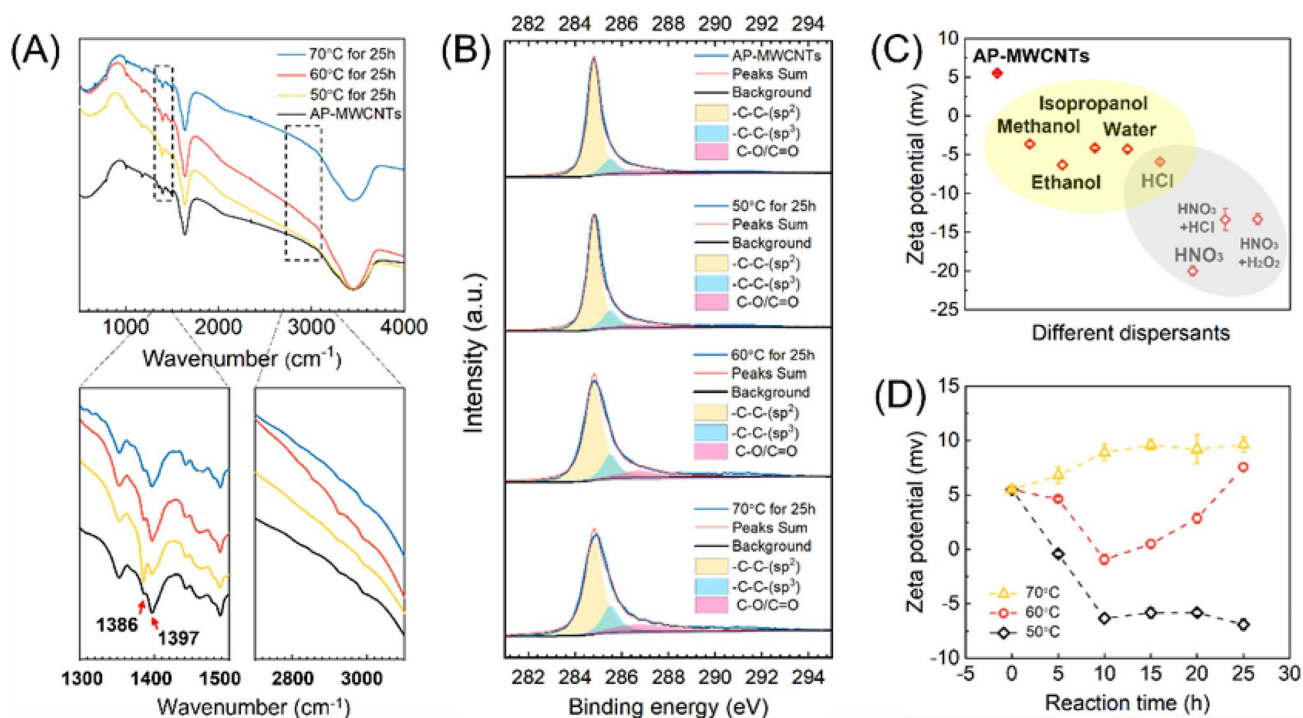 (A)
70°C for 25h
60°C for 25h
50°C for 25h
AP-MWCNTs
1000 2000 3000 4000
Wavenumber (cm⁻¹)
1386
1397
1300 1400 1500
2800 3000
Wavenumber (cm⁻¹)
(B)
282 284 286 288 290 292 294
AP-MWCNTs
Peaks Sum
Background
-C-C-(sp²)
-C-C-(sp³)
C-O/C=O
50°C for 25h
Peaks Sum
Background
-C-C-(sp²)
-C-C-(sp³)
C-O/C=O
60°C for 25h
Peaks Sum
Background
-C-C-(sp²)
-C-C-(sp³)
C-O/C=O
70°C for 25h
Peaks Sum
Background
-C-C-(sp²)
-C-C-(sp³)
C-O/C=O
Intensity (a.u.)
282 284 286 288 290 292 294
Binding energy (eV)
(C)
10
5
0
-5
-10
-15
-20
-25
Zeta potential (mv)
AP-MWCNTs
Isopropanol
Methanol
Water
Ethanol
HCl
HNO₃
+HCl
HNO₃
HNO₃
+H₂O₂
Different dispersants
(D)
15
10
5
0
-5
-10
Zeta potential (mv)
70°C
60°C
50°C
-5 0 5 10 15 20 25 30
Reaction time (h)